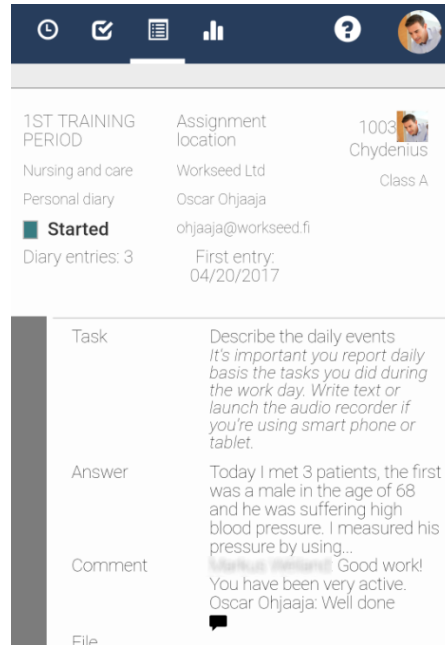 1ST TRAINING
PERIOD
Nursing and care
Personal diary
Started
Diary entries: 3
Assignment
location
Workseed Ltd
Oscar Ohjaaja
ohjaaja@workseed.fi
First entry:
04/20/2017
1003
Chydenius
Class A
Task
Describe the daily events
It's important you report daily
basis the tasks you did during
the work day. Write text or
launch the audio recorder if
you're using smart phone or
tablet.
Answer
Today I met 3 patients, the first
was a male in the age of 68
and he was suffering high
blood pressure. I measured his
pressure by using...
Comment
Good work!
You have been very active.
Oscar Ohjaaja: Well done
File